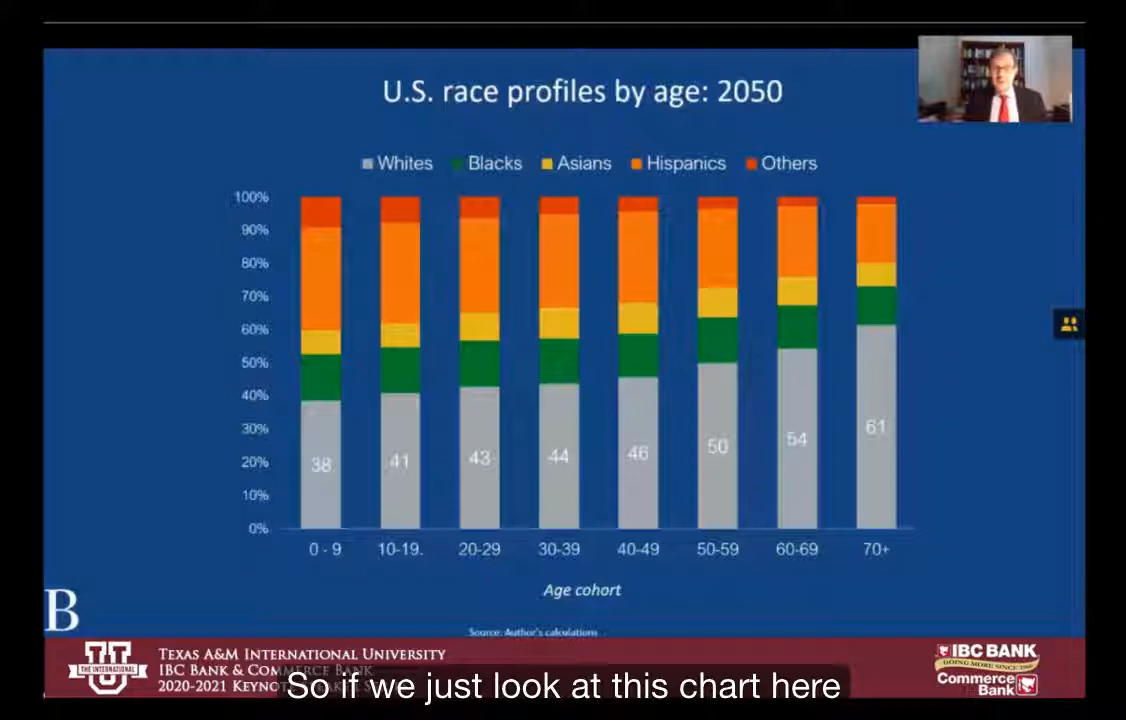 U.S. race profiles by age: 2050
Whites Blacks Asians Hispanics Others
100%
90%
80%
70%
60%
50%
40%
30%
20%
10%
0%
38 41 43 44 46 50 54 61
0 - 9 10-19. 20-29 30-39 40-49 50-59 60-69 70+
Age cohort
B
Source: Author's calculations
THE INTERNATIONAL
TEXAS A&M INTERNATIONAL UNIVERSITY
IBC BANK & COMMERCE BANK
2020-2021 KEYNOTE
IBC BANK
DOING MORE SINCE 1966
Commerce
Bank
So if we just look at this chart here